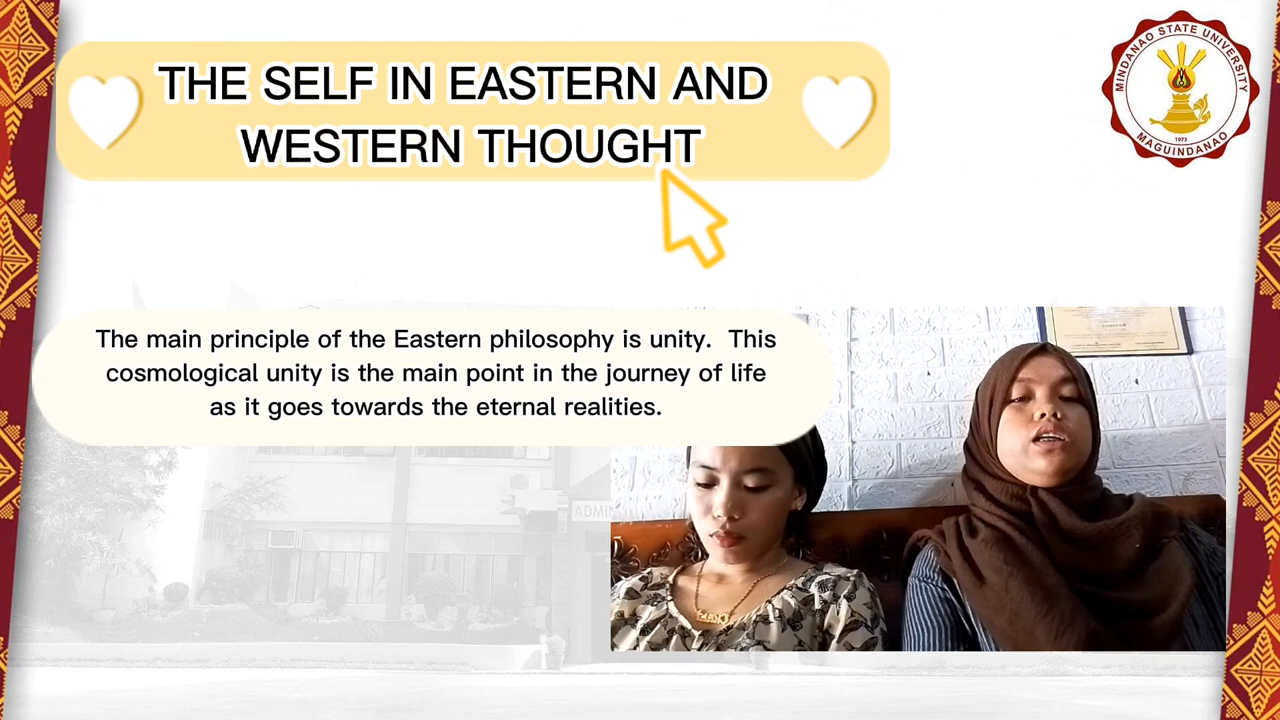 THE SELF IN EASTERN AND
WESTERN THOUGHT
MINDANAO STATE UNIVERSITY
1973
MAGUINDANAO
The main principle of the Eastern philosophy is unity.  This
cosmological unity is the main point in the journey of life
as it goes towards the eternal realities.
ADMIN